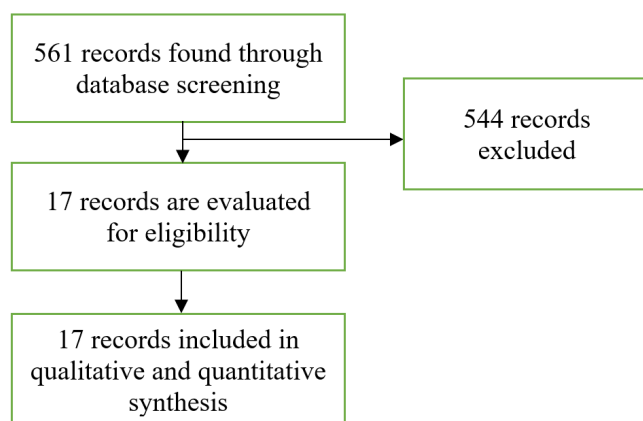 561 records found through
database screening
544 records
excluded
17 records are evaluated
for eligibility
17 records included in
qualitative and quantitative
synthesis